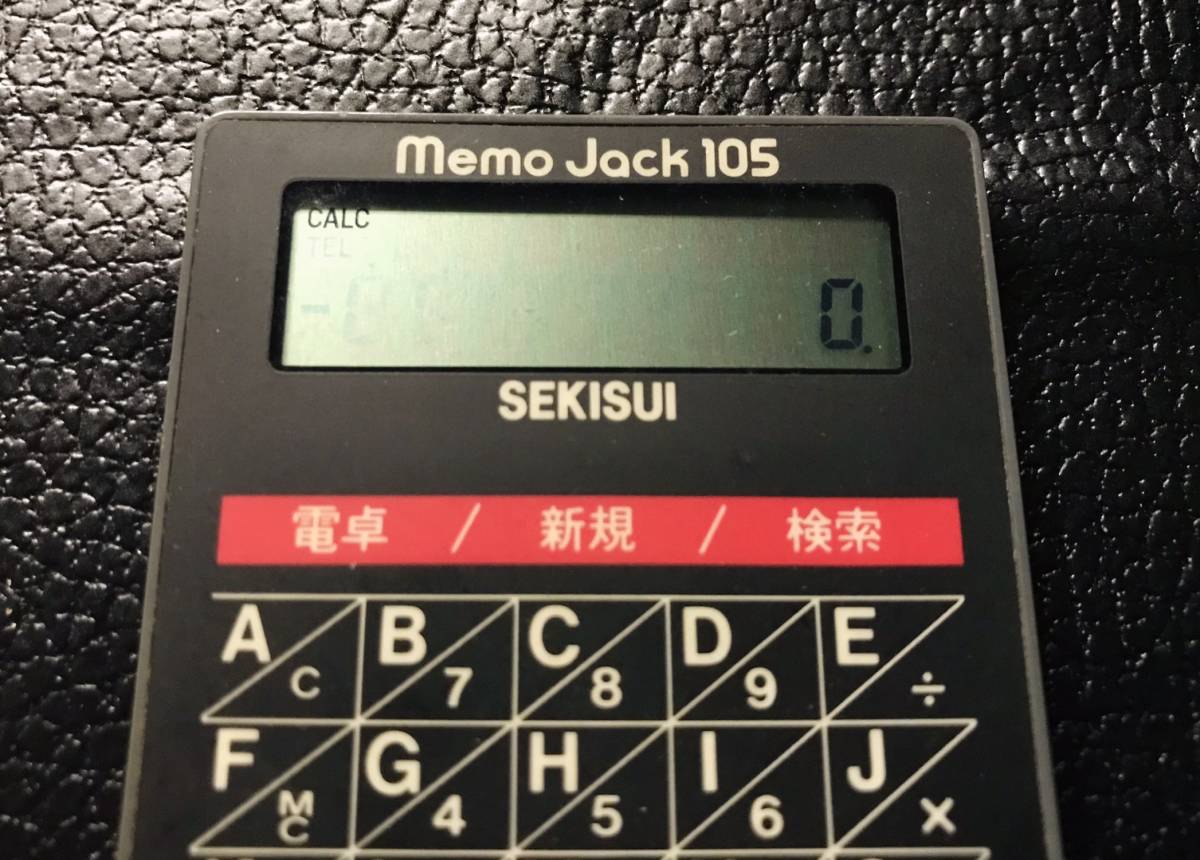 memo Jack 105
CALC
TEL
-0 0.
SEKISUI
電卓 / 新規 / 検索
A C B 7 C 8 D 9 E ÷
F MC G 4 H 5 I 6 J ×